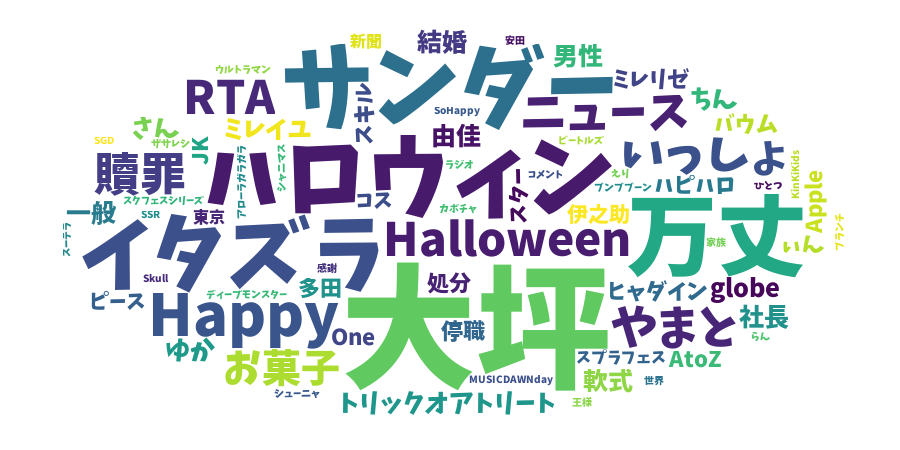 安田
新聞
結婚
男性
サンダー
ウルトラマン
ミレリゼ
RTA
スキル
SoHappy
ニュース
ちん
さん
ミレイユ
由佳
バウム
SGD
ザサレシ
JK
ビートルズ
贖罪
アローラガラガラ
シャニマス
ハロウィン
ラジオ
コメント
えり
いっしょ
KinKiKids
スクフェスシリーズ
コス
スター
ブンブブーン
ハピハロ
ひとつ
Apple
一般
SSR
東京
カボチャ
伊之助
万丈
ブランチ
スーテラ
イタズラ
Halloween
家族
いん
Skull
感謝
処分
ピース
ディープモンスター
多田
大坪
ヒャダイン
globe
Happy
One
停職
やまと
社長
ゆか
お菓子
スプラフェス
AtoZ
らん
シューニャ
MUSICDAWNday
軟式
世界
トリックオアトリート
王様